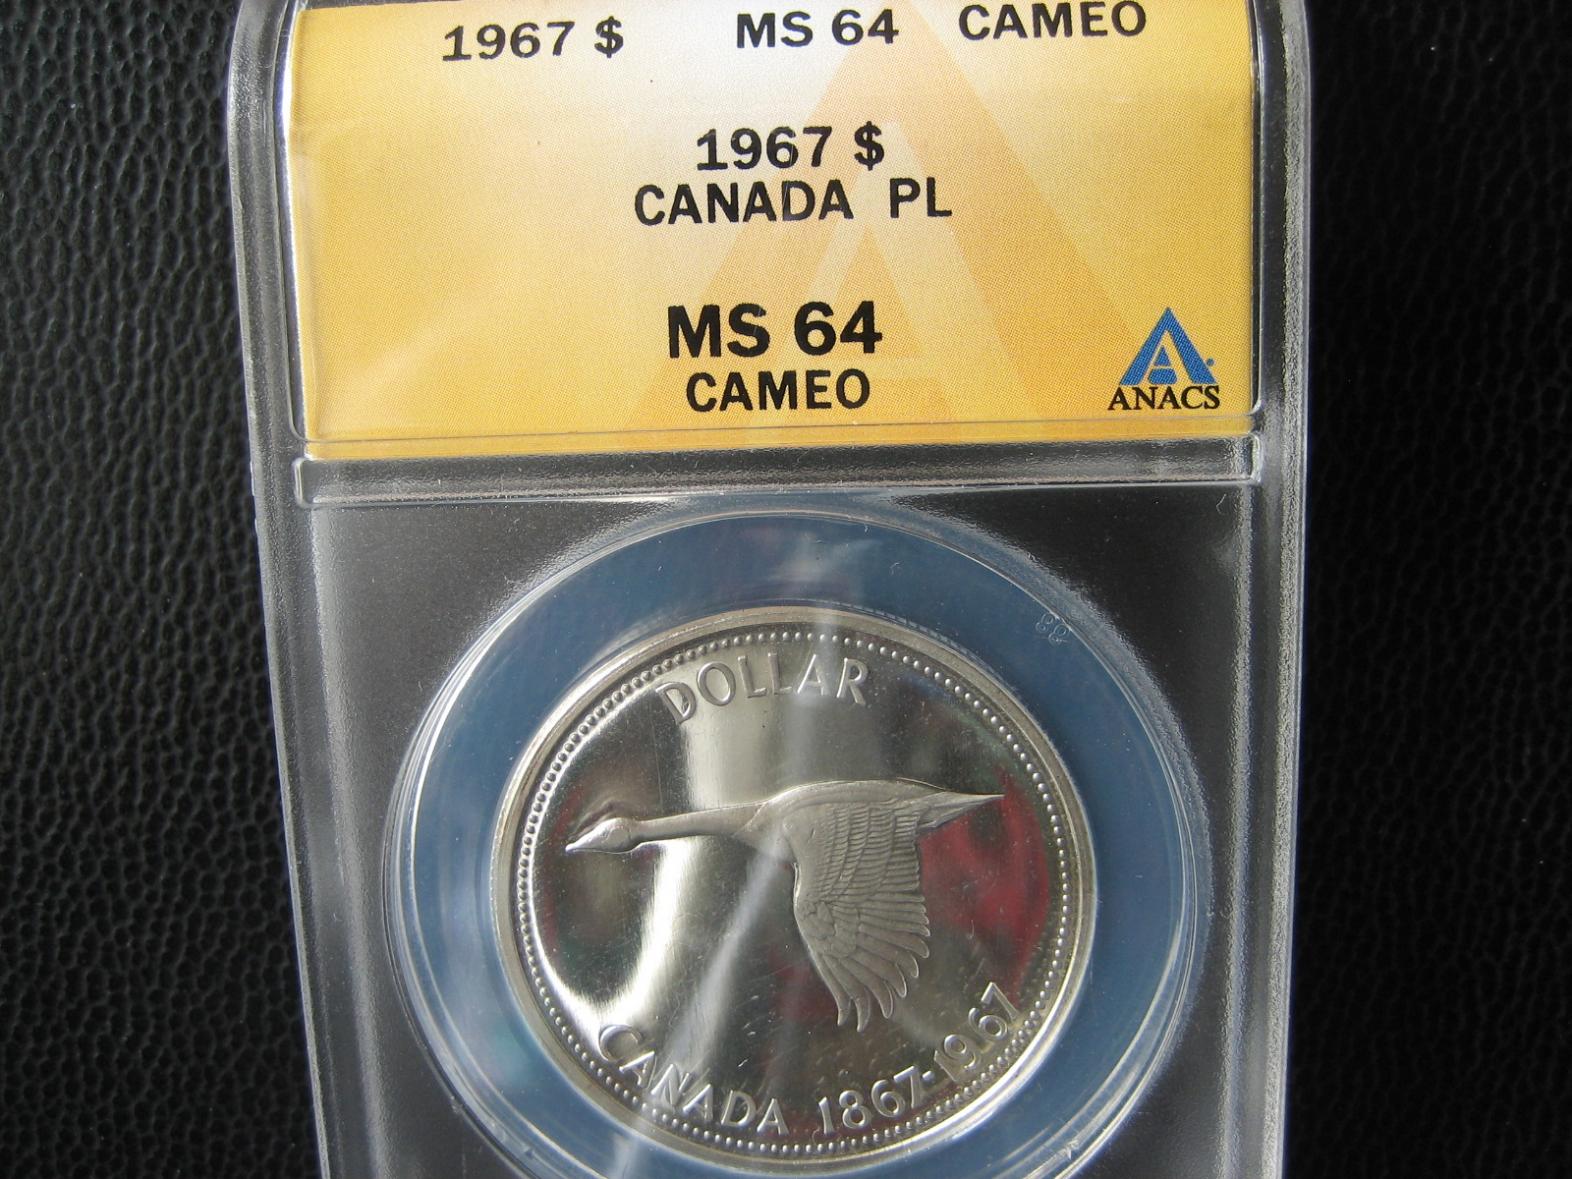 1967 $ MS 64 CAMEO
1967 $
CANADA PL
MS 64
CAMEO
ANACS
DOLLAR
CANADA 1867-1967